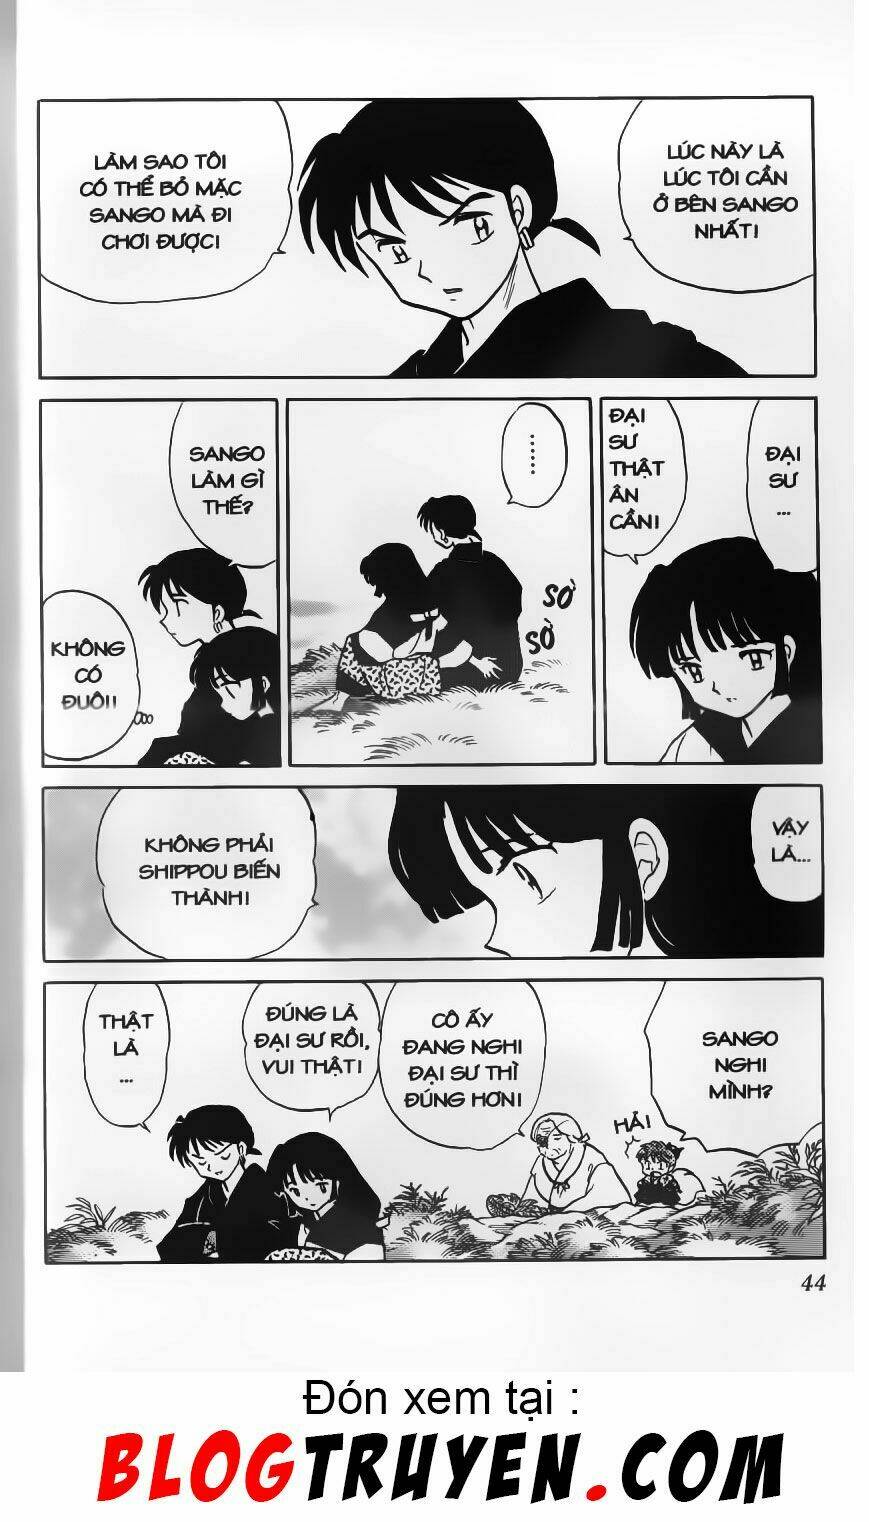 LÚC NÀY LÀ
LÚC TÔI CẦN
Ở BÊN SANGO
NHẤT!
LÀM SAO TÔI
CÓ THỂ BỎ MẶC
SANGO MÀ ĐI
CHƠI ĐƯỢC!
ĐẠI
SƯ
...
ĐẠI
SƯ
THẬT
ÂN
CẦN!
......
SỜ
SỜ
SANGO
LÀM GÌ
THẾ?
KHÔNG
CÓ
ĐUÔI!
VẬY
LÀ...
KHÔNG PHẢI
SHIPPOU BIẾN
THÀNH!
SANGO
NGHI
MÌNH?
HẢ!
CÔ ẤY
ĐANG NGHI
ĐẠI SƯ THÌ
ĐÚNG HƠN!
ĐÚNG LÀ
ĐẠI SƯ RỒI,
VUI THẬT!
THẬT
LÀ
...
44
Đón xem tại :
BLOGTRUYEN.COM